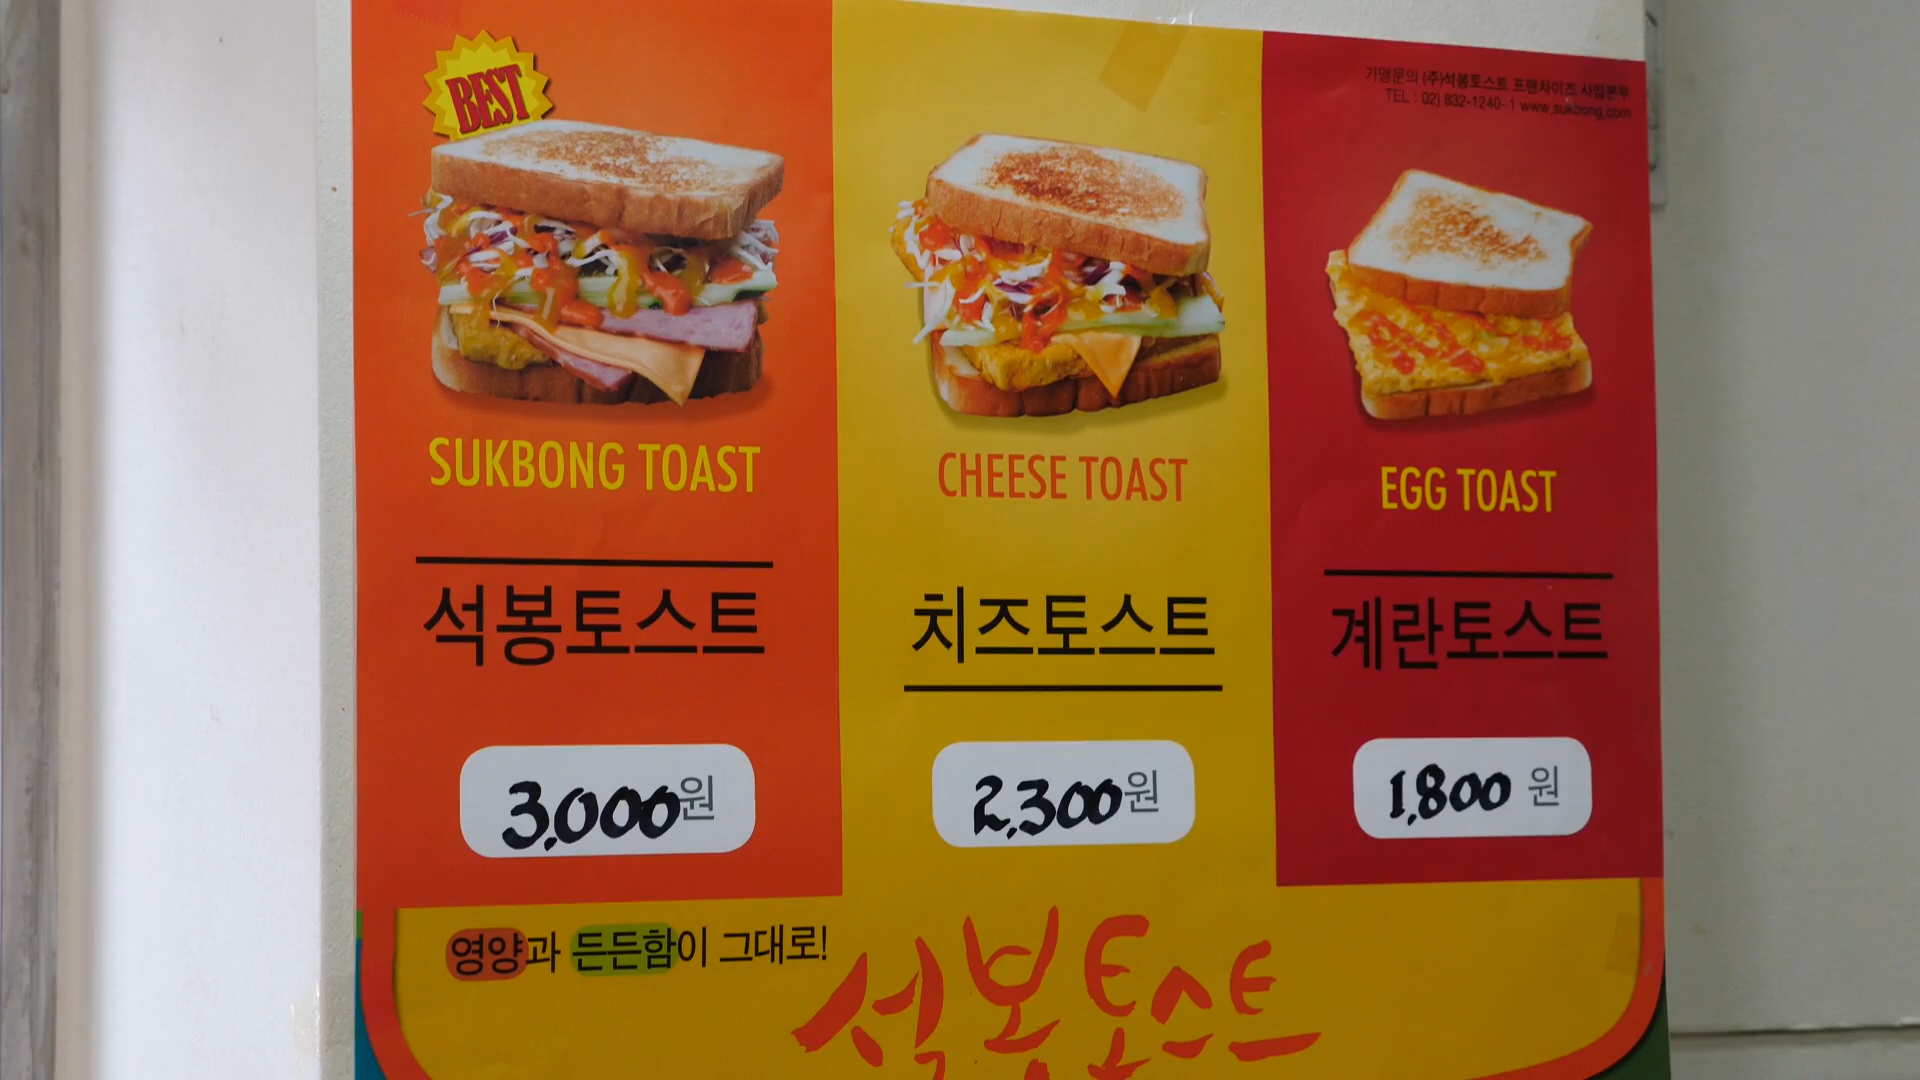 BEST
가맹문의 (주)석봉토스트 프랜차이즈 사업본부
TEL : 02) 832-1240~1 www.sukbong.com
SUKBONG TOAST
석봉토스트
3,000원
CHEESE TOAST
치즈토스트
2,300원
EGG TOAST
계란토스트
1,800 원
영양과 든든함이 그대로!
석봉토스트